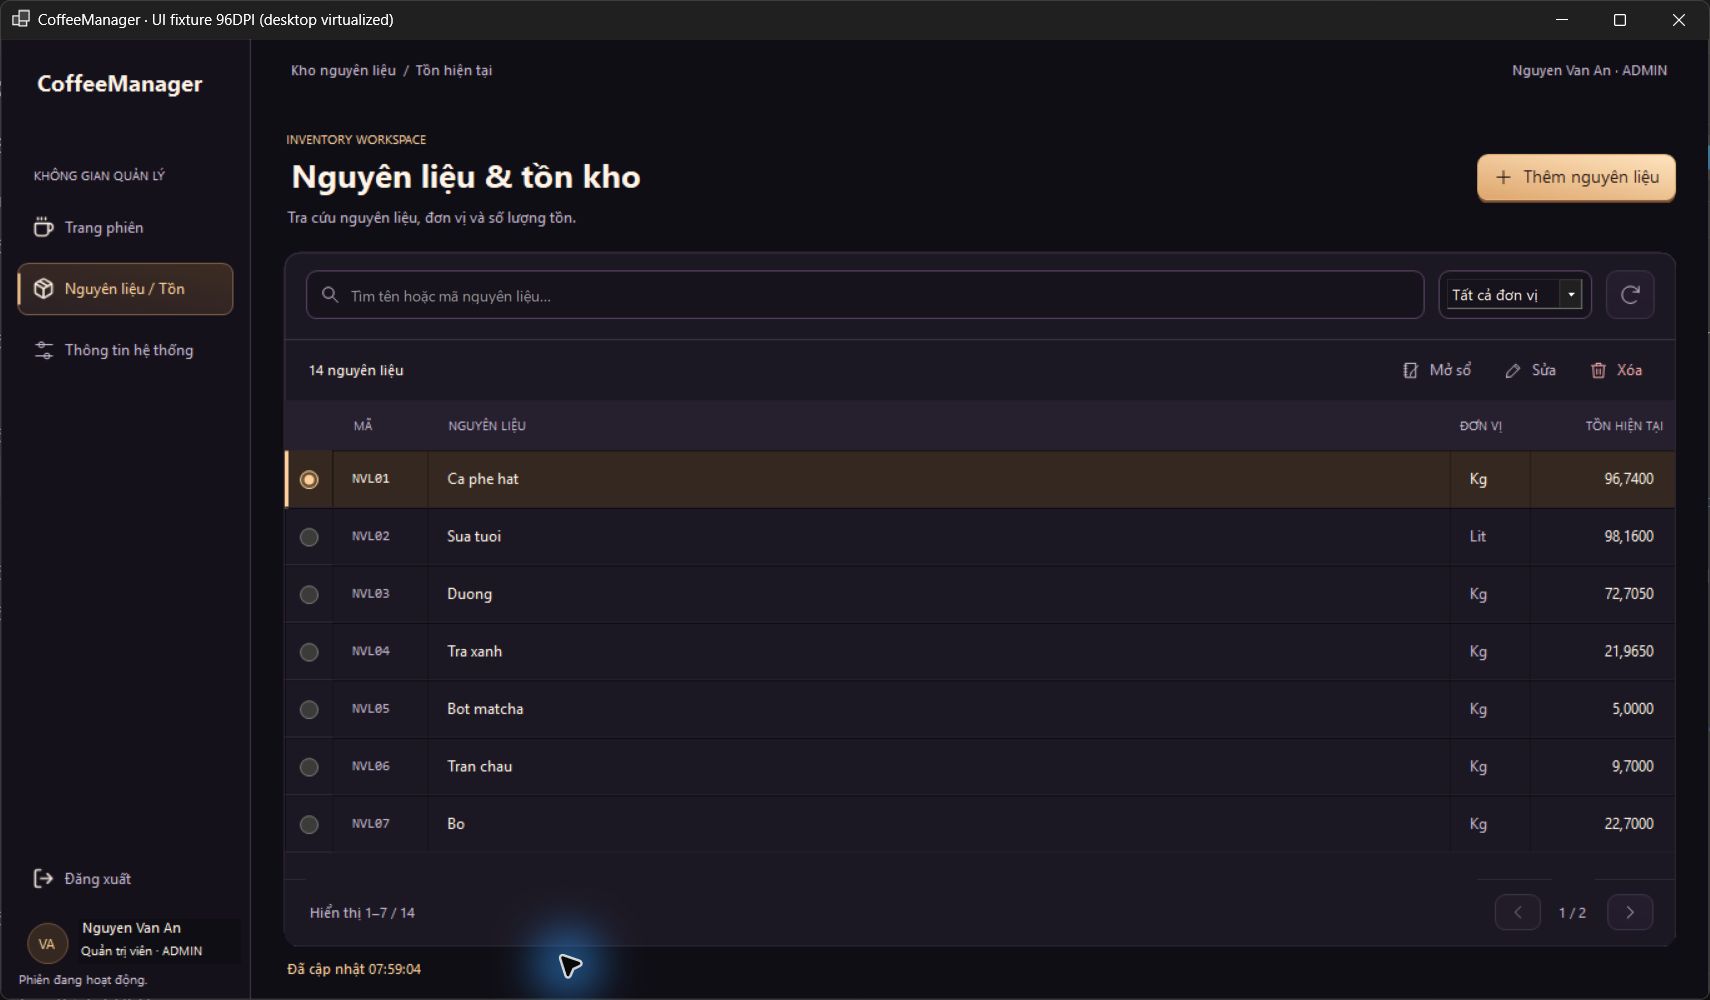 CoffeeManager · UI fixture 96DPI (desktop virtualized)
CoffeeManager
KHÔNG GIAN QUẢN LÝ
Trang phiên
Nguyên liệu / Tồn
Thông tin hệ thống
Đăng xuất
VA
Nguyen Van An
Quản trị viên · ADMIN
Phiên đang hoạt động.
Kho nguyên liệu / Tồn hiện tại
Nguyen Van An · ADMIN
INVENTORY WORKSPACE
Nguyên liệu & tồn kho
Tra cứu nguyên liệu, đơn vị và số lượng tồn.
+ Thêm nguyên liệu
Tìm tên hoặc mã nguyên liệu...
Tất cả đơn vị
14 nguyên liệu
Mở sổ Sửa Xóa
MÃ NGUYÊN LIỆU ĐƠN VỊ TỒN HIỆN TẠI
NVL01 Ca phe hat Kg 96,7400
NVL02 Sua tuoi Lit 98,1600
NVL03 Duong Kg 72,7050
NVL04 Tra xanh Kg 21,9650
NVL05 Bot matcha Kg 5,0000
NVL06 Tran chau Kg 9,7000
NVL07 Bo Kg 22,7000
Hiển thị 1–7 / 14
1 / 2
Đã cập nhật 07:59:04